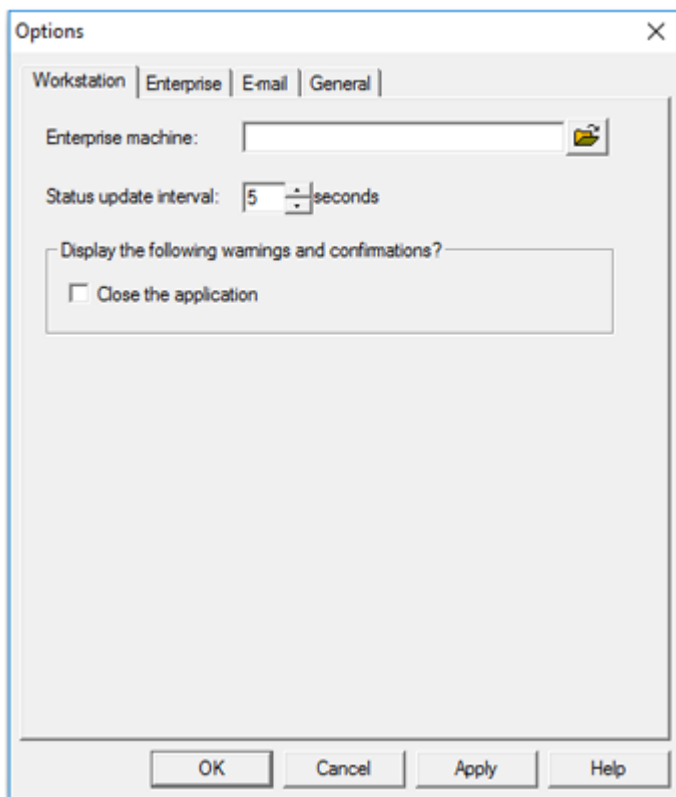 Options
Workstation Enterprise E-mail General
Enterprise machine:
Status update interval: 5 seconds
Display the following warnings and confirmations?
Close the application
OK Cancel Apply Help